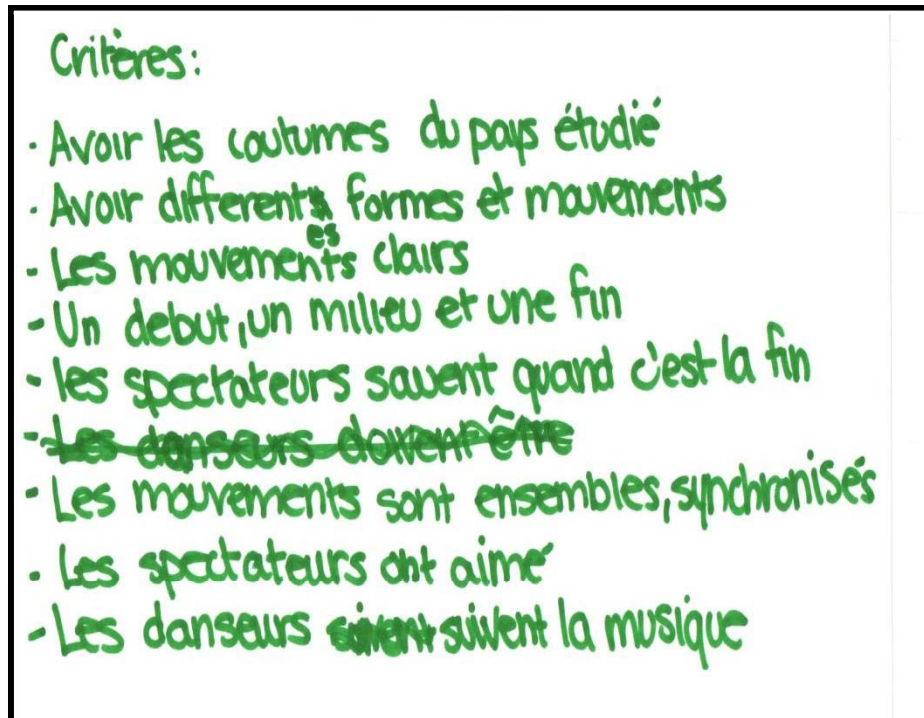 Critères:
· Avoir les coutumes du pays étudié
· Avoir differentes formes et mouvements
- Les mouvements clairs
- Un debut, un milieu et une fin
- les spectateurs savent quand c'est la fin
- Les danseurs doivent être
- Les mouvements sont ensembles, synchronisés
- Les spectateurs ont aimé
- Les danseurs suivent suivent la musique